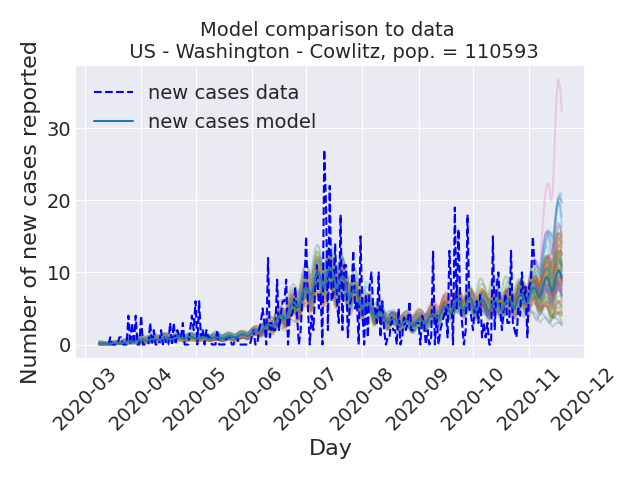 Model comparison to data
US - Washington - Cowlitz, pop. = 110593
Number of new cases reported
30
20
10
0
new cases data
new cases model
2020-03
2020-04
2020-05
2020-06
2020-07
2020-08
2020-09
2020-10
2020-11
2020-12
Day